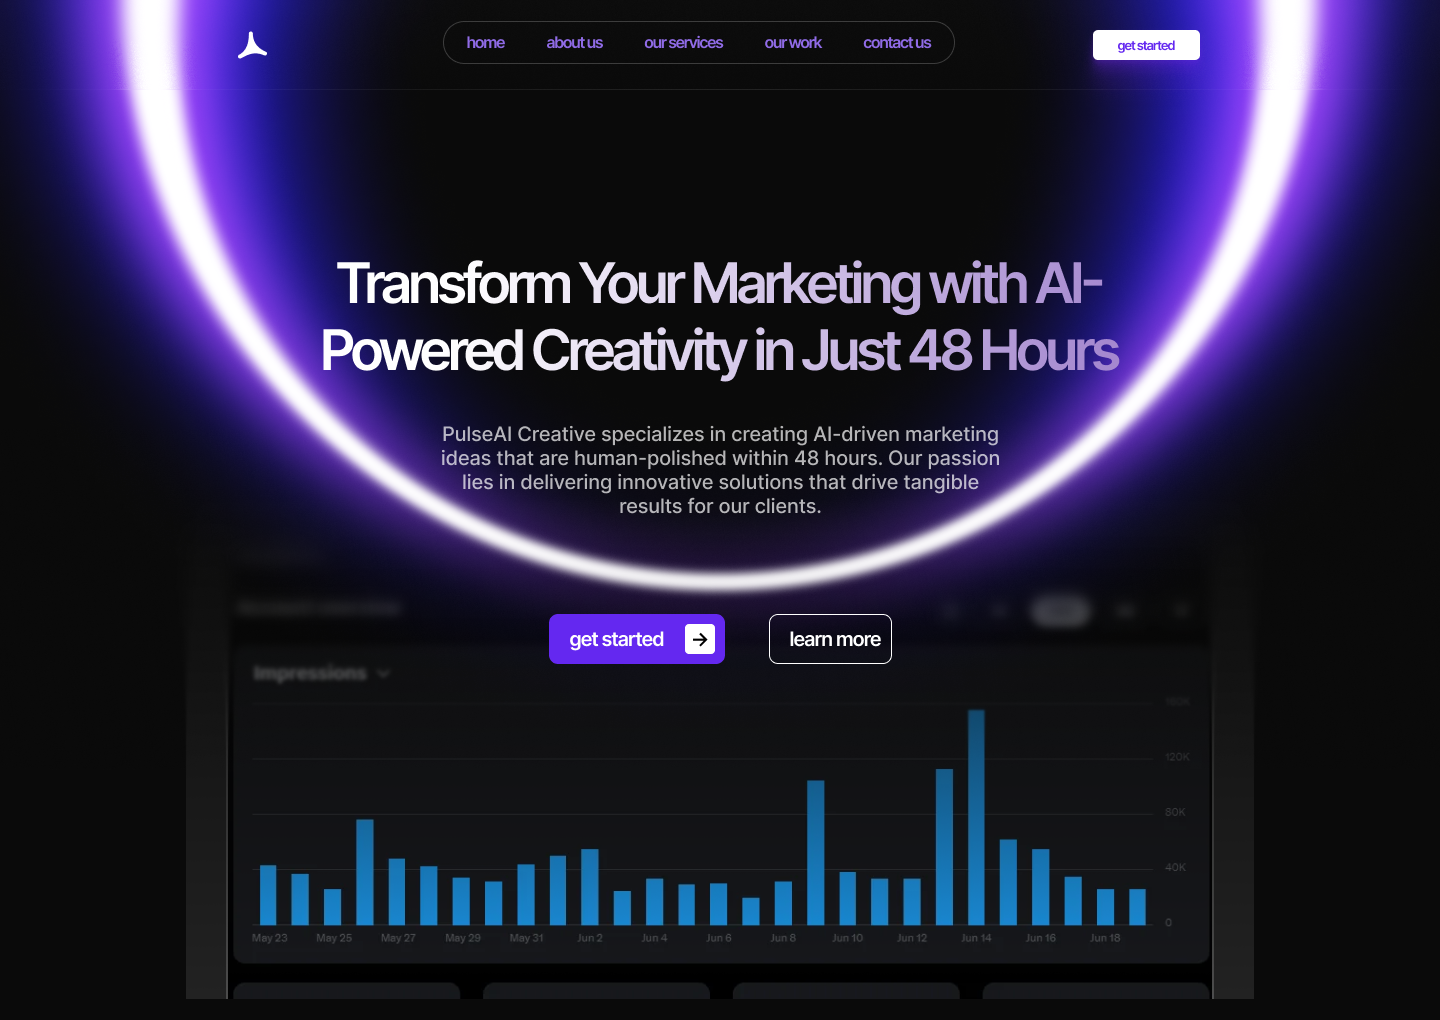 home about us our services our work contact us get started
Transform Your Marketing with AI-
Powered Creativity in Just 48 Hours
PulseAI Creative specializes in creating AI-driven marketing
ideas that are human-polished within 48 hours. Our passion
lies in delivering innovative solutions that drive tangible
results for our clients.
Account overview
get started learn more
Impressions
160K
120K
80K
40K
0
May 23 May 25 May 27 May 29 May 31 Jun 2 Jun 4 Jun 6 Jun 8 Jun 10 Jun 12 Jun 14 Jun 16 Jun 18